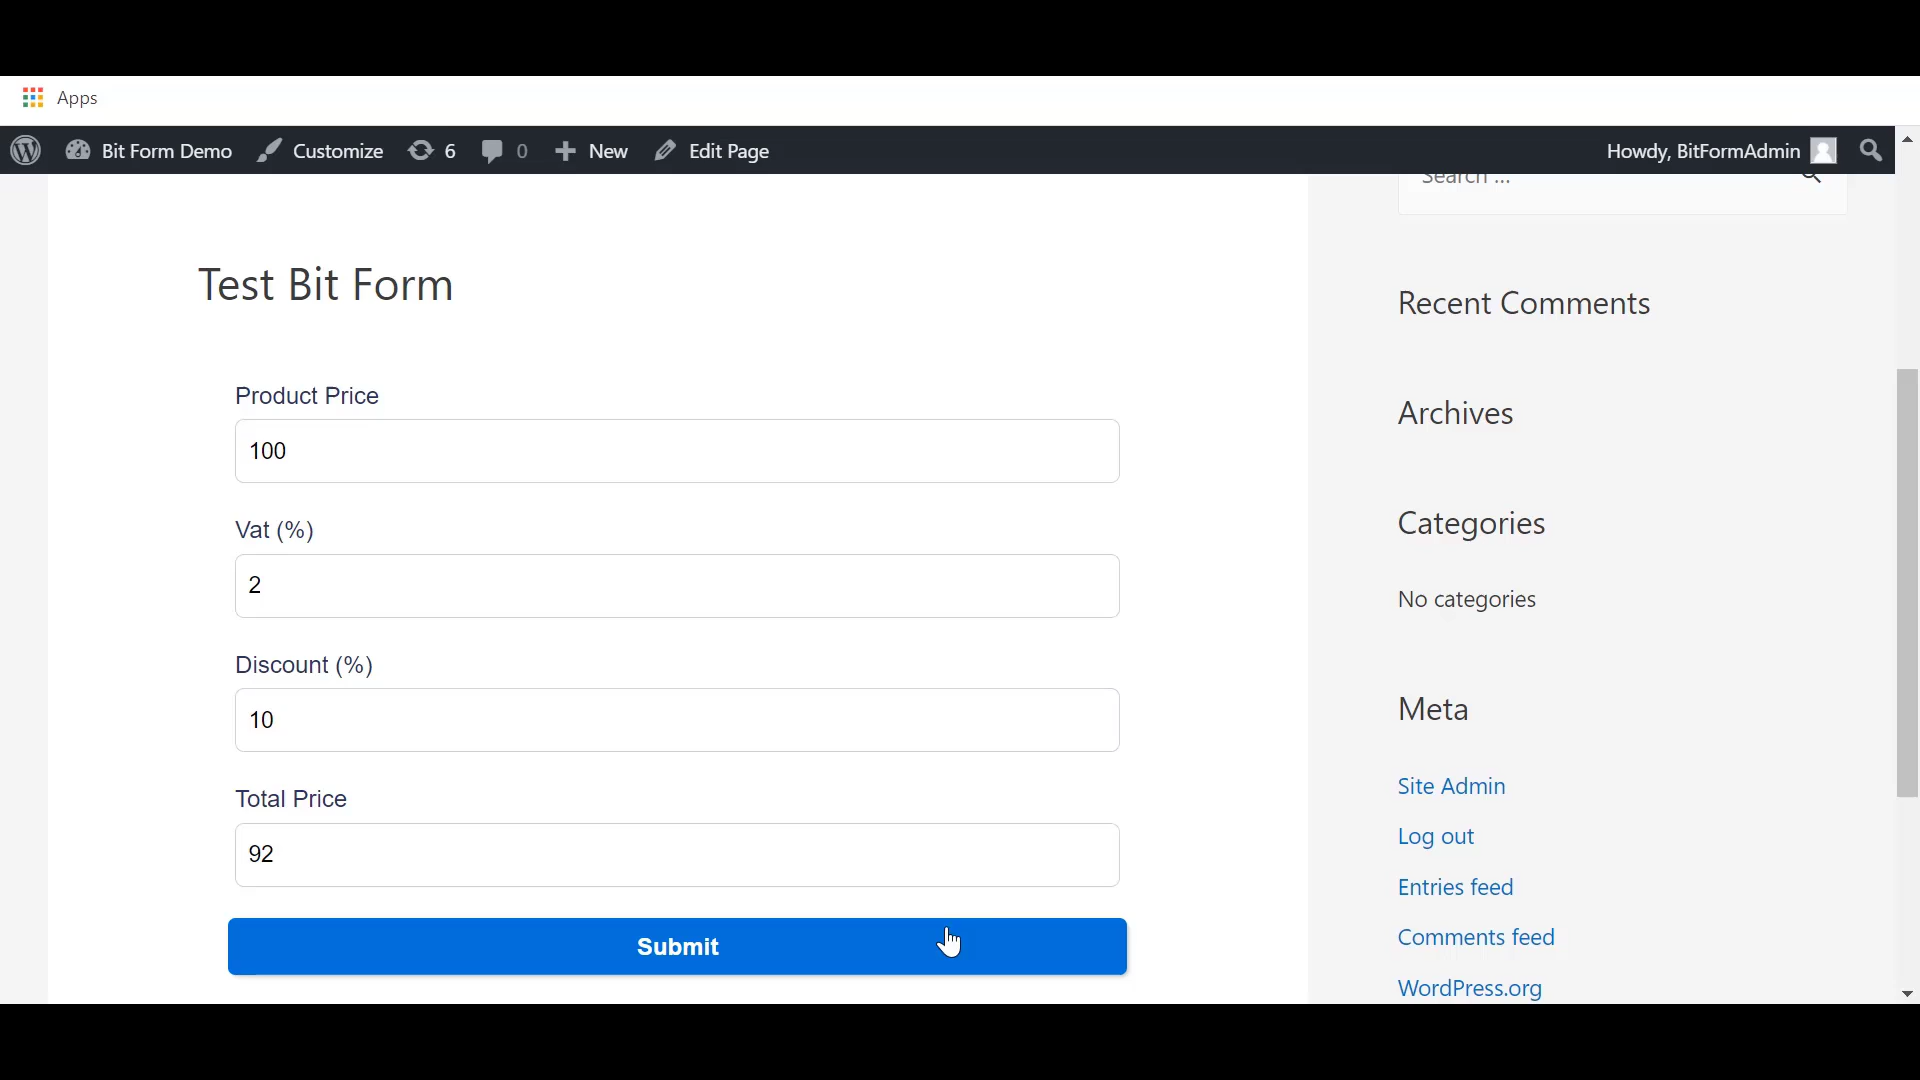 Apps
Bit Form Demo Customize 6 0 New Edit Page Howdy, BitFormAdmin
Search ...
Test Bit Form
Product Price
100
Vat (%)
2
Discount (%)
10
Total Price
92
Submit
Recent Comments
Archives
Categories
No categories
Meta
Site Admin
Log out
Entries feed
Comments feed
WordPress.org